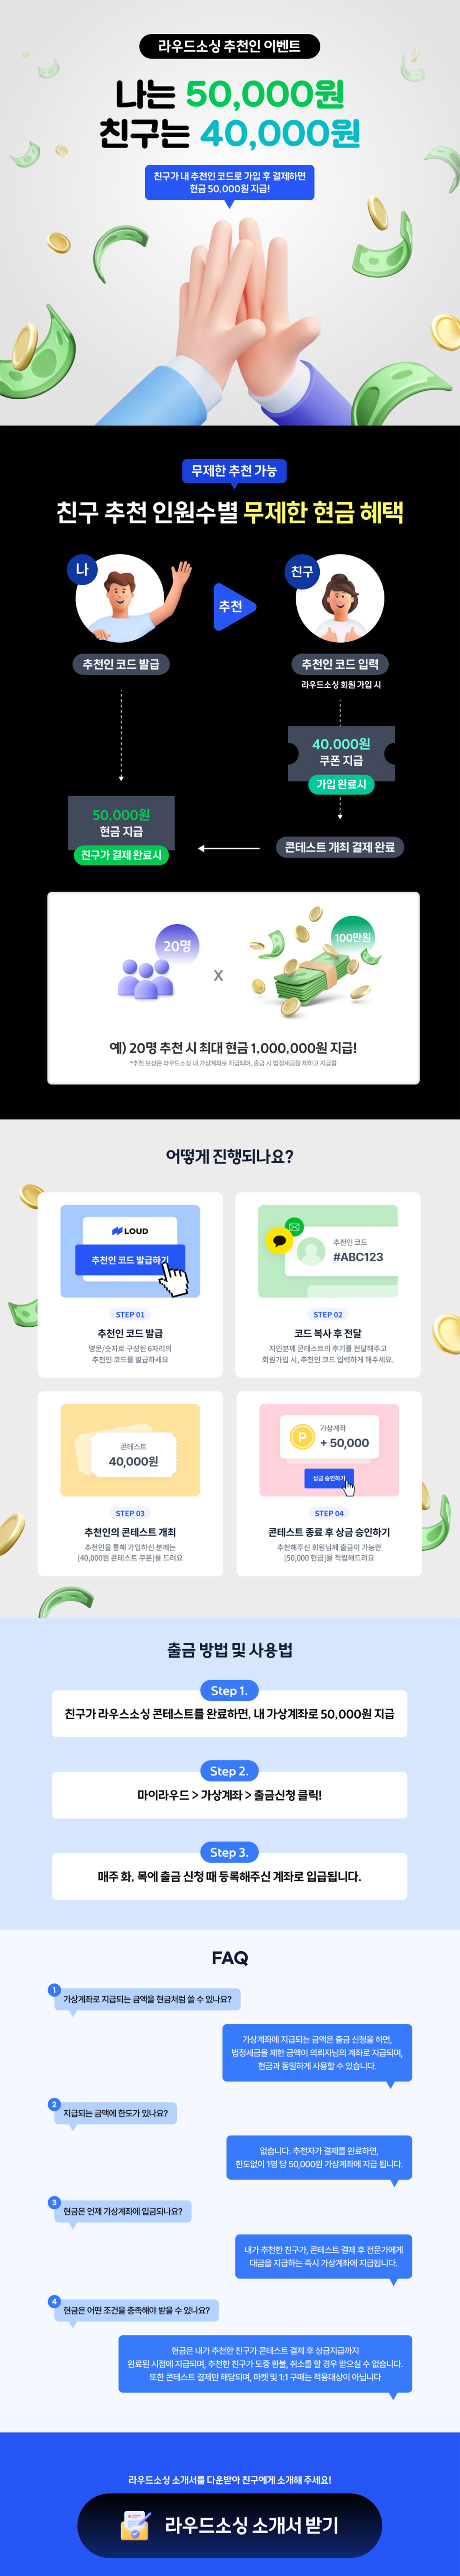 라우드소싱 추천인 이벤트
나는 50,000원
친구는 40,000원
친구가 내 추천인 코드로 가입 후 결제하면
현금 50,000원 지급!
무제한 추천 가능
친구 추천 인원수별 무제한 현금 혜택
나
추천
친구
추천인 코드 발급
추천인 코드 입력
라우드소싱 회원 가입 시
40,000원
쿠폰 지급
가입 완료시
50,000원
현금 지급
친구가 결제 완료시
콘테스트 개최 결제 완료
20명
X
100만원
예) 20명 추천 시 최대 현금 1,000,000원 지급!
*추천 보상은 라우드소싱 내 가상계좌로 지급되며, 출금 시 법정세금을 제하고 지급함
어떻게 진행되나요?
LOUD
추천인 코드 발급하기
STEP 01
추천인 코드 발급
영문/숫자로 구성된 6자리의
추천인 코드를 발급하세요
추천인 코드
#ABC123
STEP 02
코드 복사 후 전달
지인분께 콘테스트의 후기를 전달해주고
회원가입 시, 추천인 코드 입력하게 해주세요.
콘테스트
40,000원
STEP 03
추천인의 콘테스트 개최
추천인을 통해 가입하신 분께는
[40,000원 콘테스트 쿠폰]을 드려요
P
가상계좌
+ 50,000
상금 승인하기
STEP 04
콘테스트 종료 후 상금 승인하기
추천해주신 회원님께 출금이 가능한
[50,000 현금]을 적립해드려요
출금 방법 및 사용법
Step 1.
친구가 라우스소싱 콘테스트를 완료하면, 내 가상계좌로 50,000원 지급
Step 2.
마이라우드 > 가상계좌 > 출금신청 클릭!
Step 3.
매주 화, 목에 출금 신청 때 등록해주신 계좌로 입급됩니다.
FAQ
1
가상계좌로 지급되는 금액을 현금처럼 쓸 수 있나요?
가상계좌에 지급되는 금액은 출금 신청을 하면,
법정세금을 제한 금액이 의뢰자님의 계좌로 지급되며,
현금과 동일하게 사용할 수 있습니다.
2
지급되는 금액에 한도가 있나요?
없습니다. 추천자가 결제를 완료하면,
한도없이 1명 당 50,000원 가상계좌에 지급 됩니다.
3
현금은 언제 가상계좌에 입금되나요?
내가 추천한 친구가, 콘테스트 결제 후 전문가에게
대금을 지급하는 즉시 가상계좌에 지급됩니다.
4
현금은 어떤 조건을 충족해야 받을 수 있나요?
현금은 내가 추천한 친구가 콘테스트 결제 후 상금지급까지
완료된 시점에 지급되며, 추천한 친구가 도중 환불, 취소를 할 경우 받으실 수 없습니다.
또한 콘테스트 결제만 해당되며, 마켓 및 1:1 구매는 적용대상이 아닙니다
라우드소싱 소개서를 다운받아 친구에게 소개해 주세요!
라우드소싱 소개서 받기